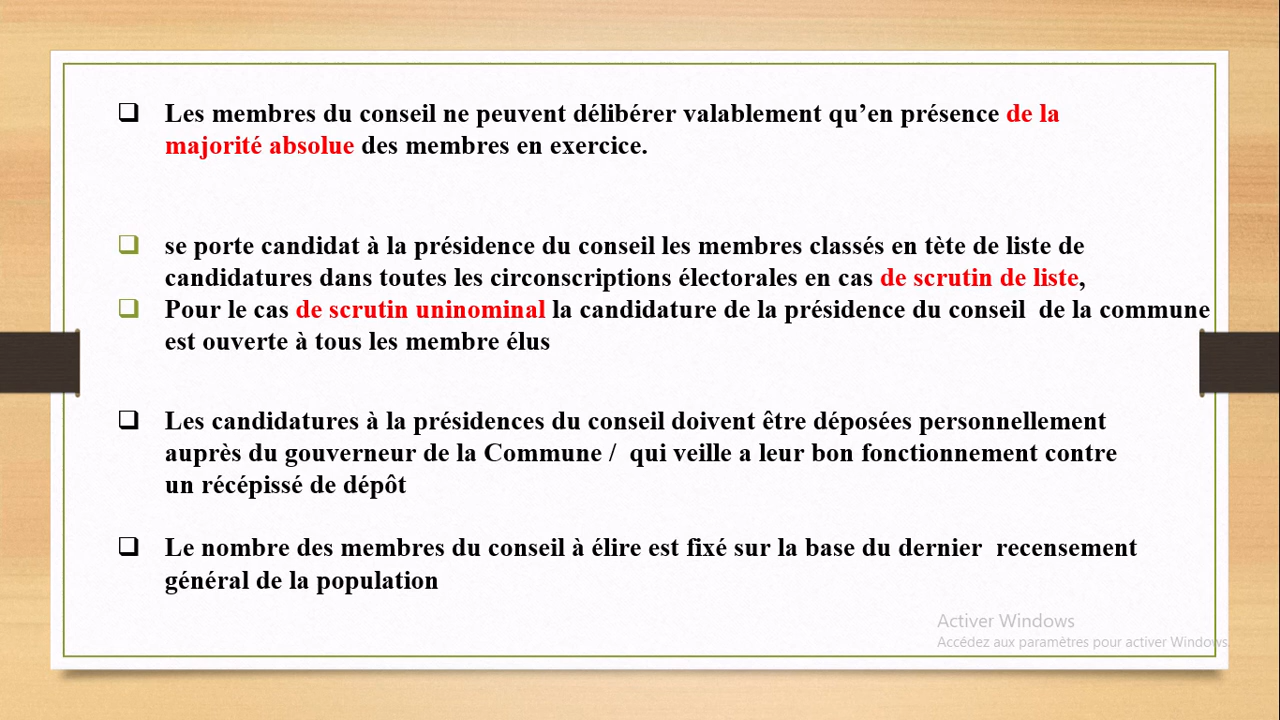 Les membres du conseil ne peuvent délibérer valablement qu’en présence de la
majorité absolue des membres en exercice.
se porte candidat à la présidence du conseil les membres classés en tète de liste de
candidatures dans toutes les circonscriptions électorales en cas de scrutin de liste,
Pour le cas de scrutin uninominal la candidature de la présidence du conseil de la commune
est ouverte à tous les membre élus
Les candidatures à la présidences du conseil doivent être déposées personnellement
auprès du gouverneur de la Commune / qui veille a leur bon fonctionnement contre
un récépissé de dépôt
Le nombre des membres du conseil à élire est fixé sur la base du dernier recensement
général de la population
Activer Windows
Accédez aux paramètres pour activer Windows.